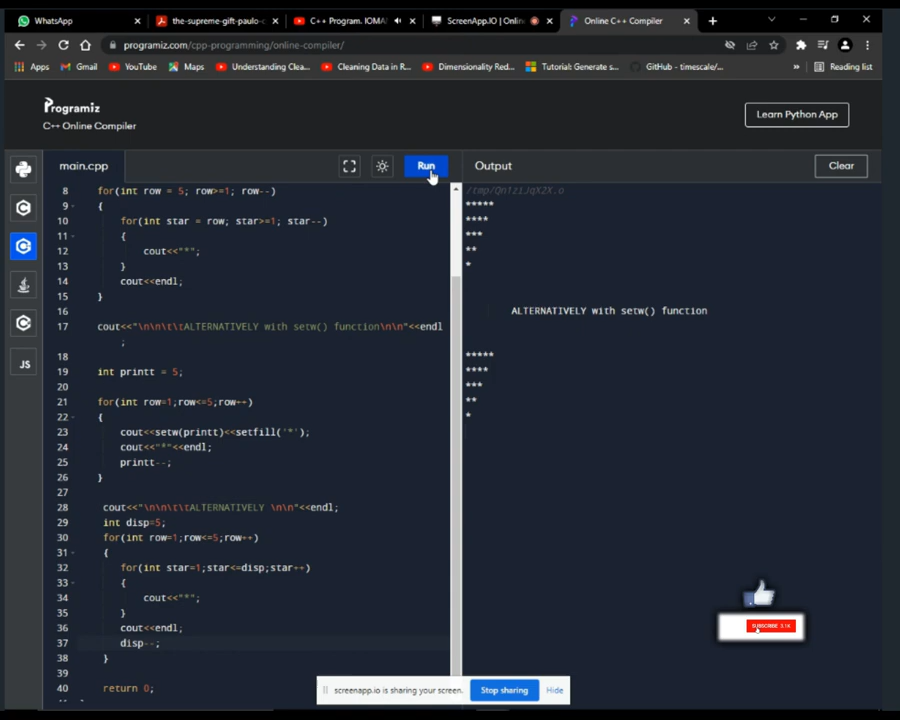 WhatsApp
the-supreme-gift-paulo-c
C++ Program. IOMA
ScreenApp.IO | Onlin
Online C++ Compiler
programiz.com/cpp-programming/online-compiler/
Apps
Gmail
YouTube
Maps
Understanding Clea...
Cleaning Data in R...
Dimensionality Red...
Tutorial: Generate s...
GitHub - timescale/...
»
Reading list
Programiz
C++ Online Compiler
Learn Python App
main.cpp
Run
Output
Clear
JS
8 for(int row = 5; row>=1; row--)
9 {
10 for(int star = row; star>=1; star--)
11 {
12 cout<<"*";
13 }
14 cout<<endl;
15 }
16
17 cout<<"\n\n\t\tALTERNATIVELY with setw() function\n\n"<<endl
;
18
19 int printt = 5;
20
21 for(int row=1;row<=5;row++)
22 {
23 cout<<setw(printt)<<setfill('*');
24 cout<<"*"<<endl;
25 printt--;
26 }
27
28 cout<<"\n\n\t\tALTERNATIVELY \n\n"<<endl;
29 int disp=5;
30 for(int row=1;row<=5;row++)
31 {
32 for(int star=1;star<=disp;star++)
33 {
34 cout<<"*";
35 }
36 cout<<endl;
37 disp--;
38 }
39
40 return 0;
*****
****
***
**
*
ALTERNATIVELY with setw() function
*****
****
***
**
*
SUBSCRIBE 3.1K
screenapp.io is sharing your screen.
Stop sharing
Hide